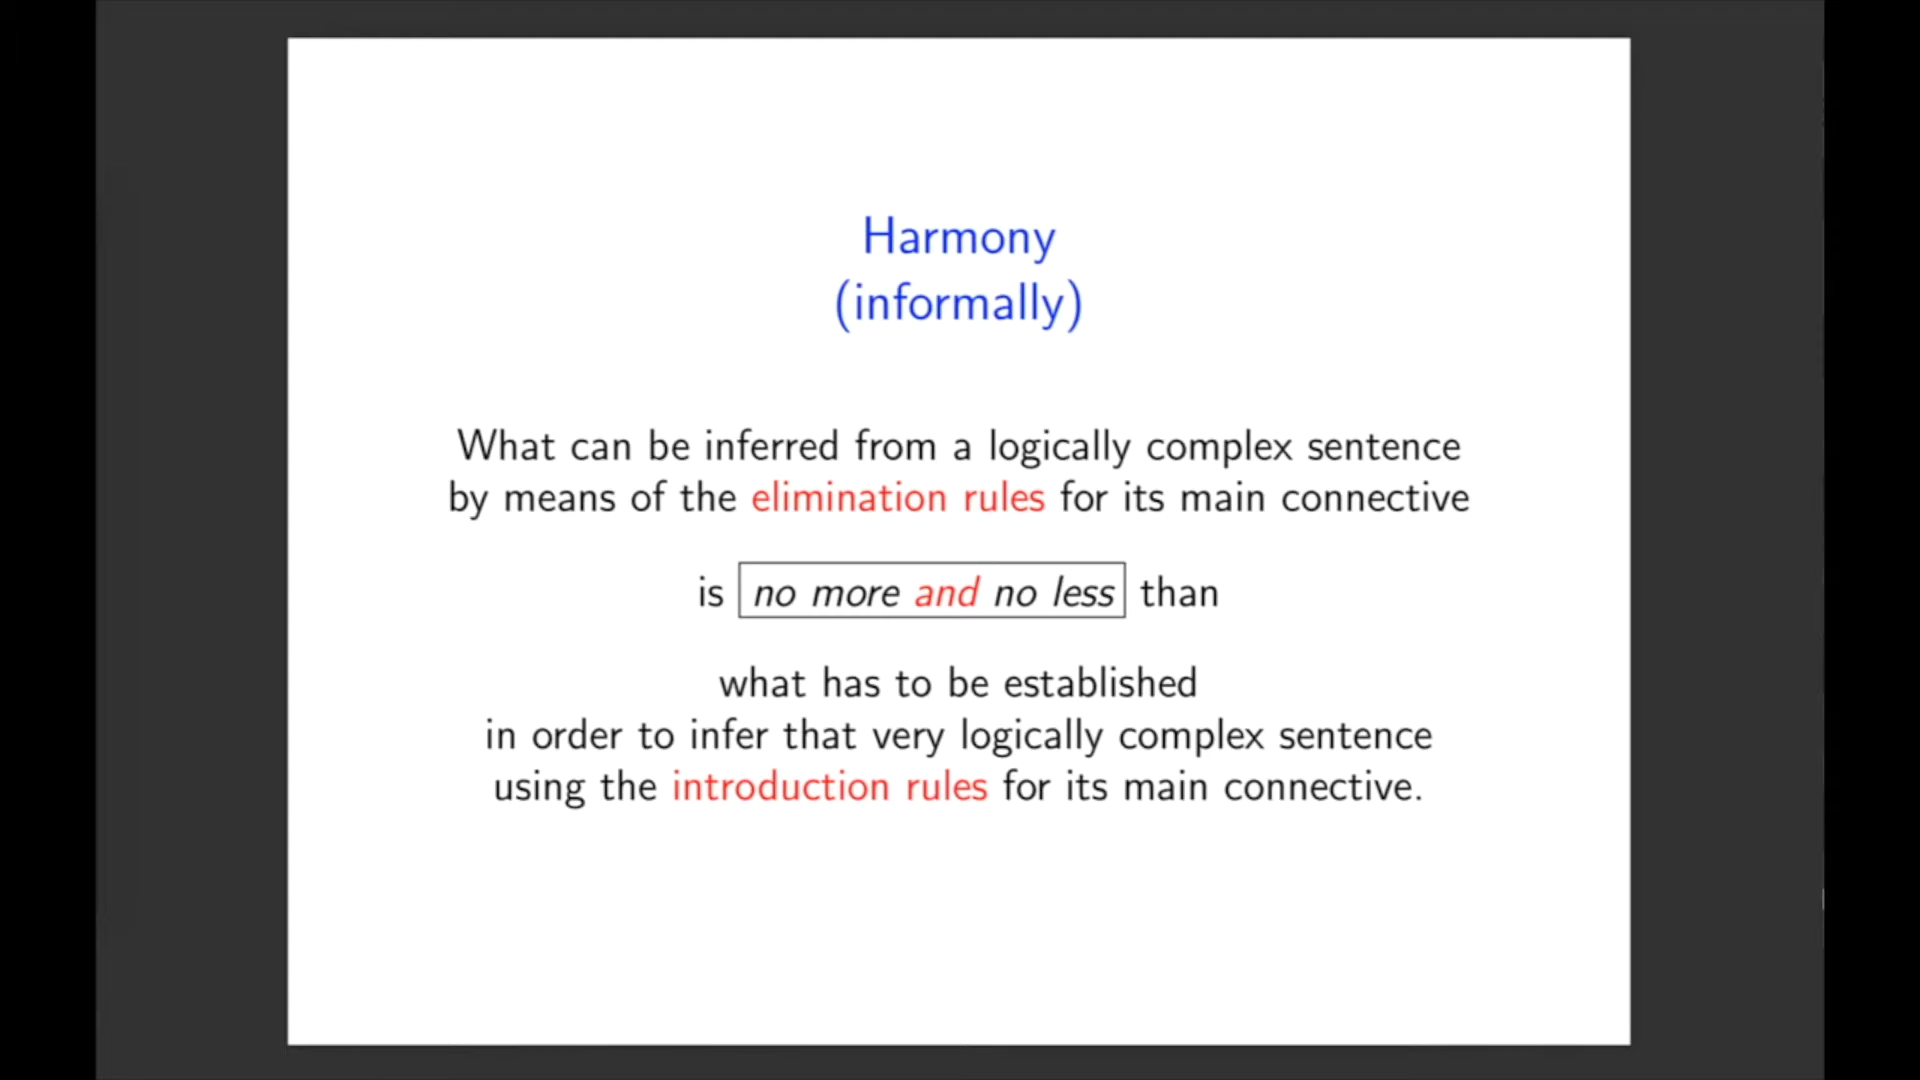 Harmony
(informally)
What can be inferred from a logically complex sentence
by means of the elimination rules for its main connective
is no more and no less than
what has to be established
in order to infer that very logically complex sentence
using the introduction rules for its main connective.